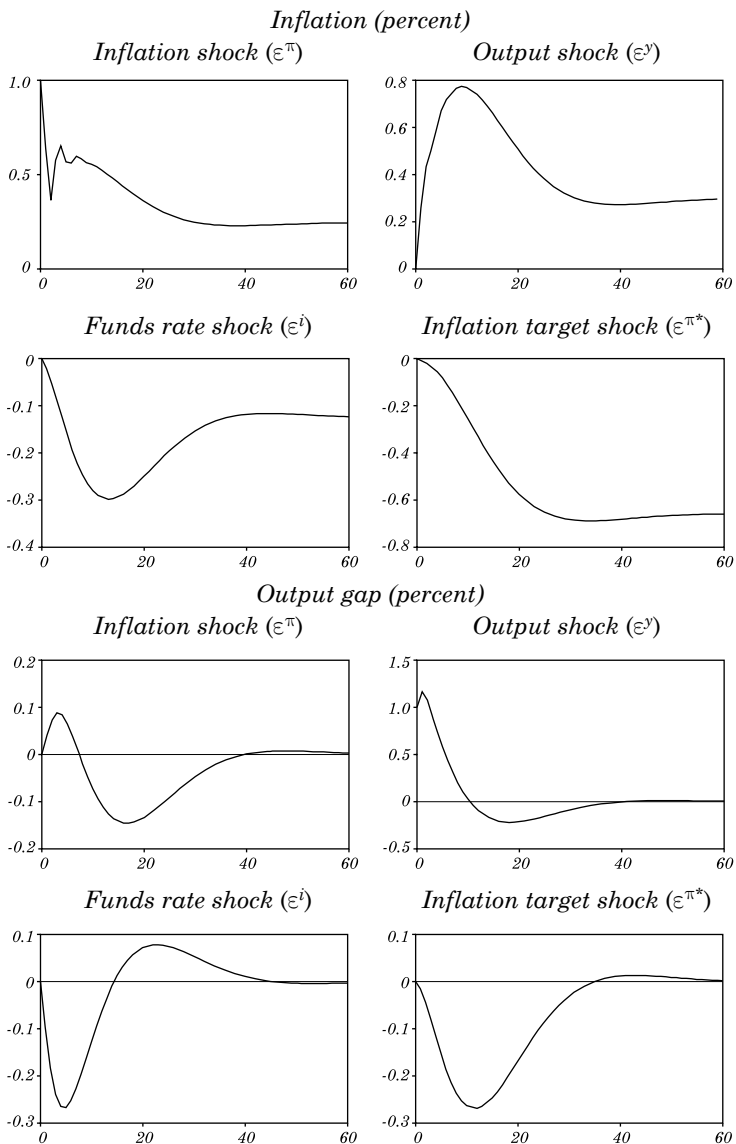 Inflation (percent)
Inflation shock (ε^π)
Output shock (ε^y)
1.0
0.5
0
0 20 40 60
0.8
0.6
0.4
0.2
0
0 20 40 60
Funds rate shock (ε^i)
Inflation target shock (ε^π*)
0
-0.1
-0.2
-0.3
-0.4
0 20 40 60
0
-0.2
-0.4
-0.6
-0.8
0 20 40 60
Output gap (percent)
Inflation shock (ε^π)
Output shock (ε^y)
0.2
0.1
0
-0.1
-0.2
0 20 40 60
1.5
1.0
0.5
0
-0.5
0 20 40 60
Funds rate shock (ε^i)
Inflation target shock (ε^π*)
0.1
0
-0.1
-0.2
-0.3
0 20 40 60
0.1
0
-0.1
-0.2
-0.3
0 20 40 60